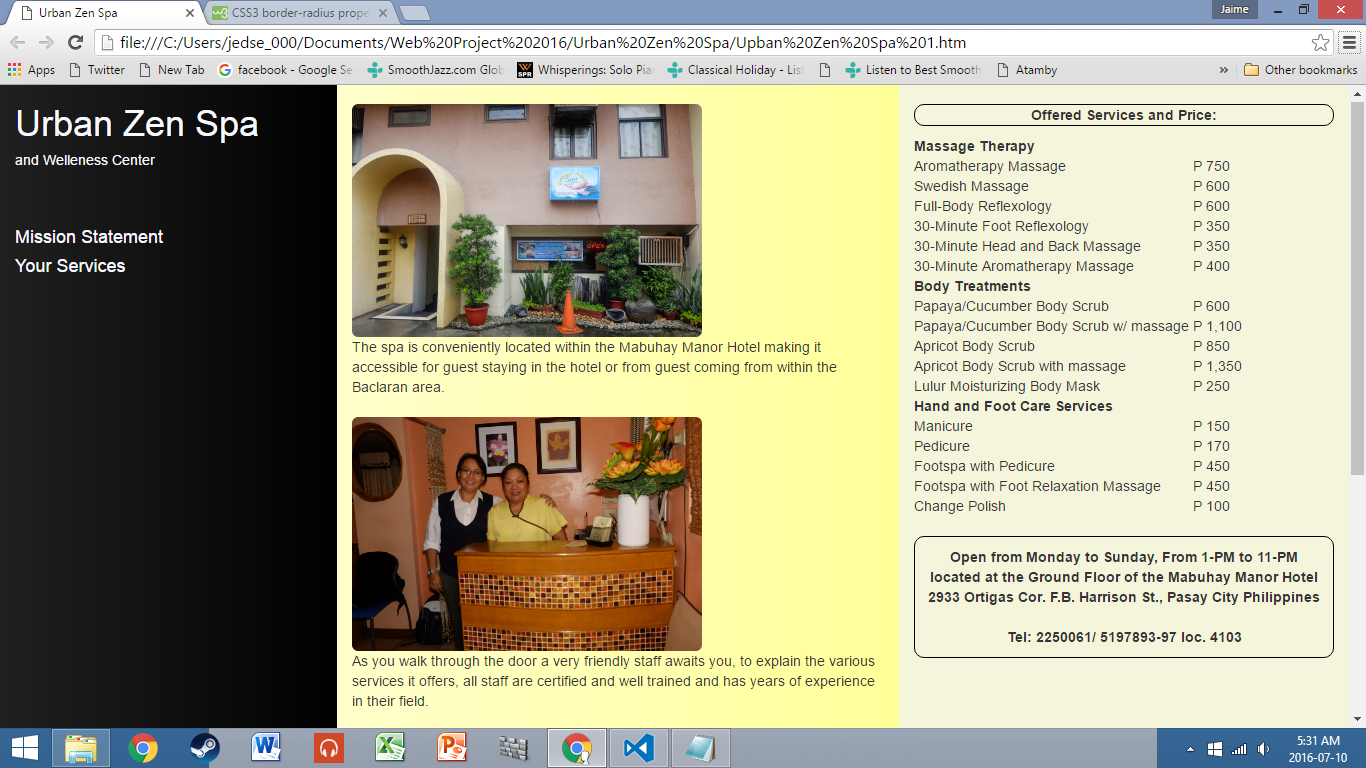 Urban Zen Spa
CSS3 border-radius prope
Jaime
file:///C:/Users/jedse_000/Documents/Web%20Project%202016/Urban%20Zen%20Spa/Upban%20Zen%20Spa%201.htm
Apps Twitter New Tab facebook - Google Se SmoothJazz.com Glob Whisperings: Solo Pia Classical Holiday - List Listen to Best Smooth Atamby » Other bookmarks
Urban Zen Spa
and Welleness Center
Mission Statement
Your Services
OPEN
The spa is conveniently located within the Mabuhay Manor Hotel making it
accessible for guest staying in the hotel or from guest coming from within the
Baclaran area.
As you walk through the door a very friendly staff awaits you, to explain the various
services it offers, all staff are certified and well trained and has years of experience
in their field.
Offered Services and Price:
Massage Therapy
Aromatherapy Massage P 750
Swedish Massage P 600
Full-Body Reflexology P 600
30-Minute Foot Reflexology P 350
30-Minute Head and Back Massage P 350
30-Minute Aromatherapy Massage P 400
Body Treatments
Papaya/Cucumber Body Scrub P 600
Papaya/Cucumber Body Scrub w/ massage P 1,100
Apricot Body Scrub P 850
Apricot Body Scrub with massage P 1,350
Lulur Moisturizing Body Mask P 250
Hand and Foot Care Services
Manicure P 150
Pedicure P 170
Footspa with Pedicure P 450
Footspa with Foot Relaxation Massage P 450
Change Polish P 100
Open from Monday to Sunday, From 1-PM to 11-PM
located at the Ground Floor of the Mabuhay Manor Hotel
2933 Ortigas Cor. F.B. Harrison St., Pasay City Philippines
Tel: 2250061/ 5197893-97 loc. 4103
5:31 AM
2016-07-10